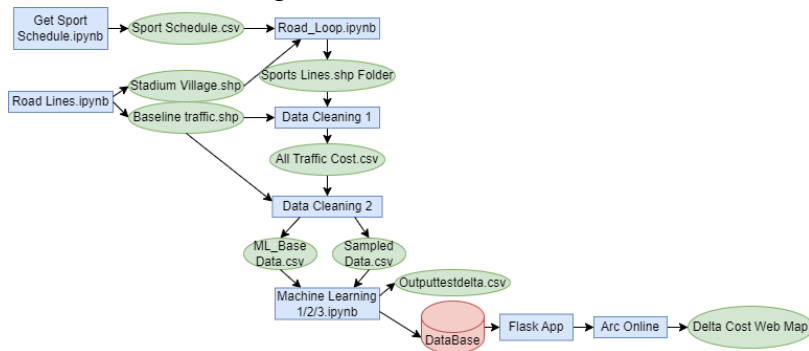 Get Sport
Schedule.ipynb
Sport Schedule.csv
Road_Loop.ipynb
Stadium Village.shp
Sports Lines.shp Folder
Road Lines.ipynb
Baseline traffic.shp
Data Cleaning 1
All Traffic Cost.csv
Data Cleaning 2
ML_Base
Data.csv
Sampled
Data.csv
Machine Learning
1/2/3.ipynb
Outputtestdelta.csv
DataBase
Flask App
Arc Online
Delta Cost Web Map